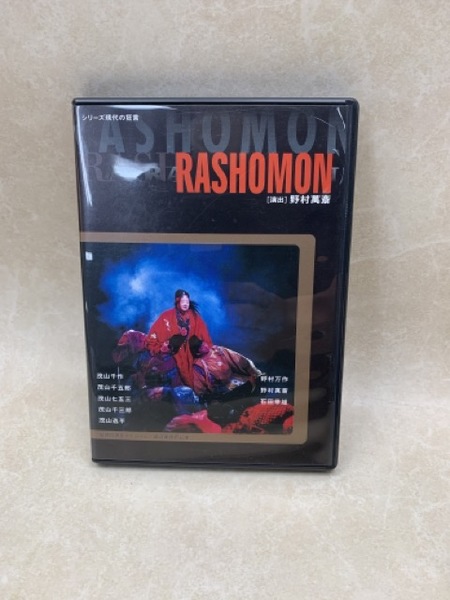 シリーズ現代の狂言
ASHOMON
RASHOMON
[演出] 野村萬斎
茂山千作
茂山千五郎
茂山七五三
茂山千三郎
茂山逸平
野村万作
野村萬斎
石田幸雄